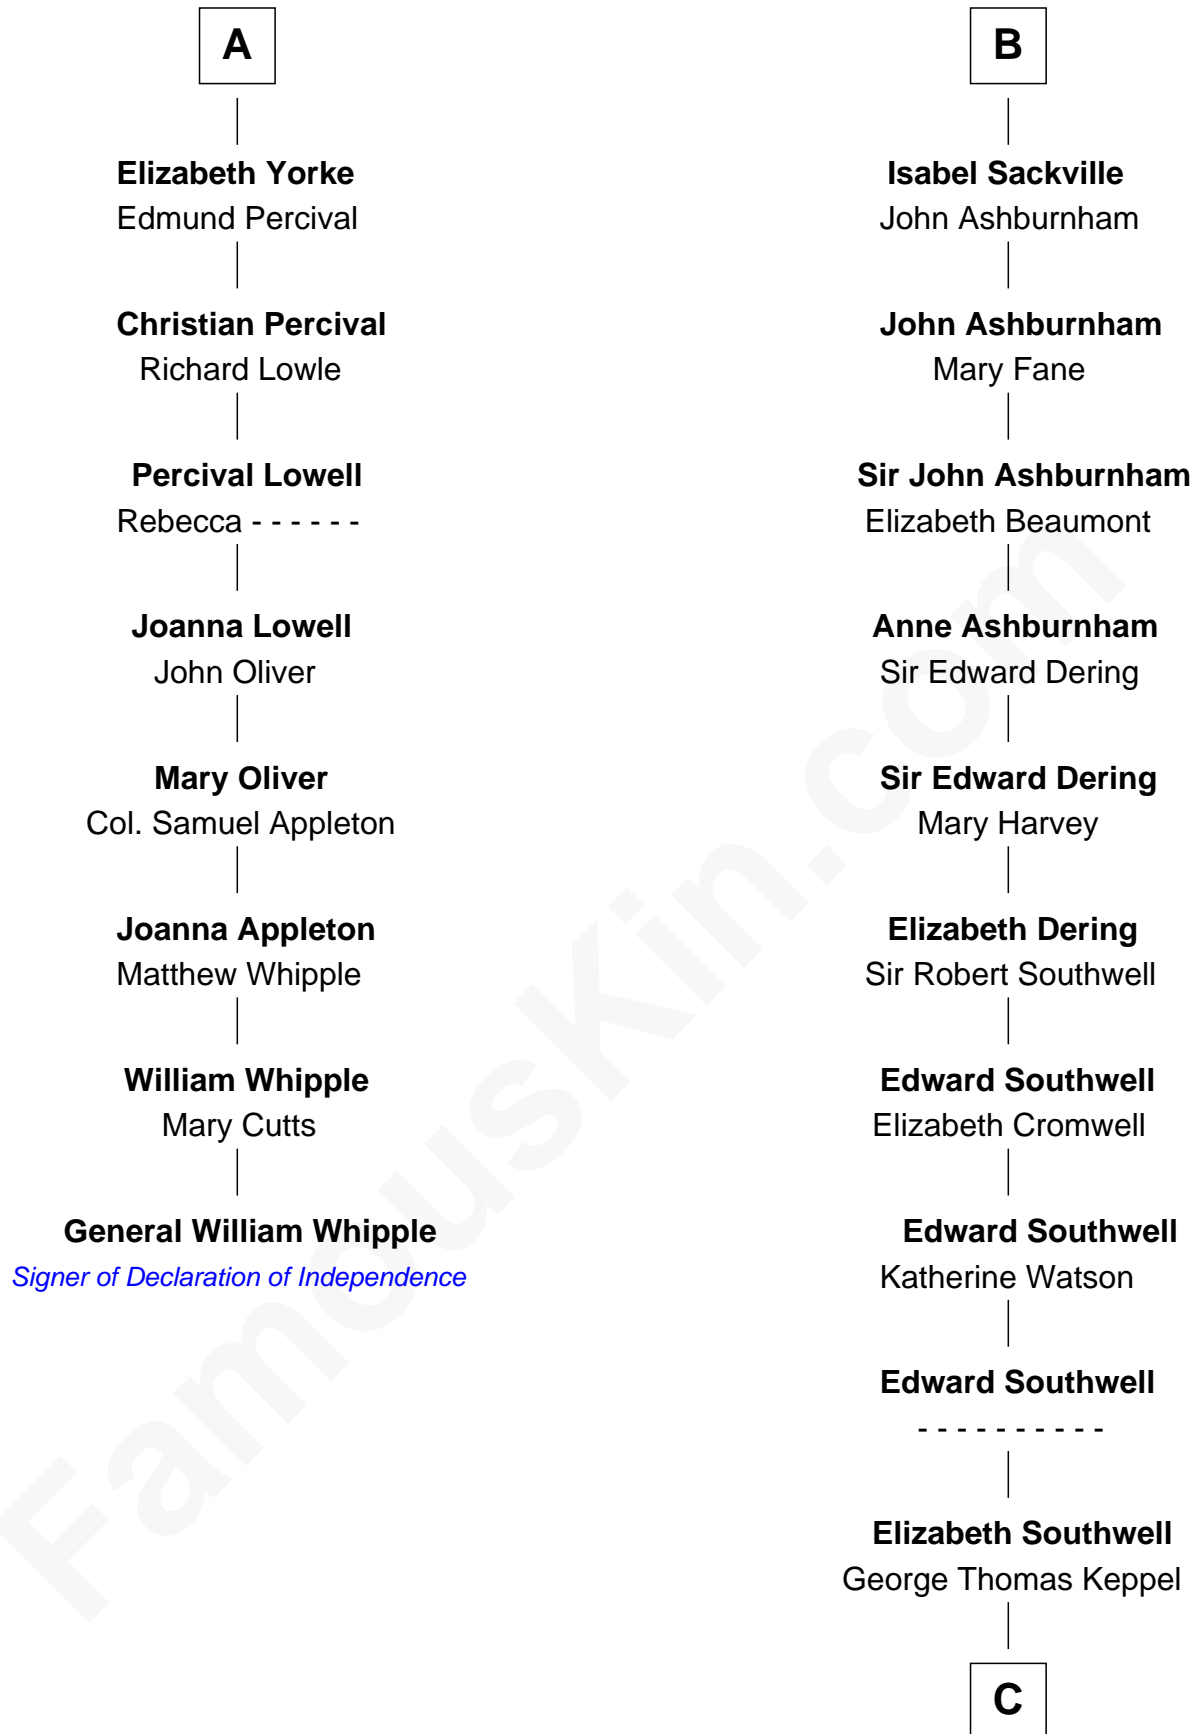 A
Elizabeth Yorke
Edmund Percival
Christian Percival
Richard Lowle
Percival Lowell
Rebecca - - - - - -
Joanna Lowell
John Oliver
Mary Oliver
Col. Samuel Appleton
Joanna Appleton
Matthew Whipple
William Whipple
Mary Cutts
General William Whipple
Signer of Declaration of Independence
B
Isabel Sackville
John Ashburnham
John Ashburnham
Mary Fane
Sir John Ashburnham
Elizabeth Beaumont
Anne Ashburnham
Sir Edward Dering
Sir Edward Dering
Mary Harvey
Elizabeth Dering
Sir Robert Southwell
Edward Southwell
Elizabeth Cromwell
Edward Southwell
Katherine Watson
Edward Southwell
- - - - - - - - - -
Elizabeth Southwell
George Thomas Keppel
C
FamousKin.com